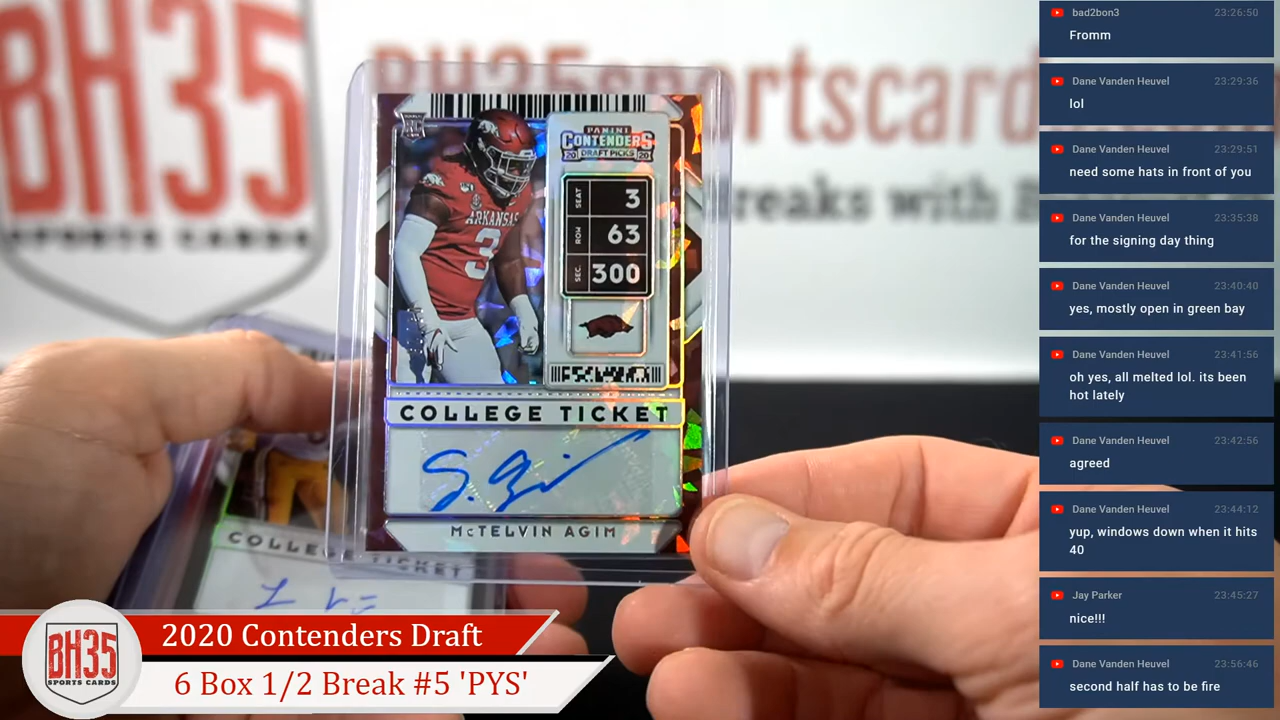 BH35
SPORTS CARDS
BH35sportscards
reaks with B
RC
PANINI
CONTENDERS
20 DRAFT PICKS 20
SEAT 3
ROW 63
SEC. 300
ARKANSAS
3
COLLEGE TICKET
McTELVIN AGIM
COLLEGE TICKET
BH35
SPORTS CARDS
2020 Contenders Draft
6 Box 1/2 Break #5 'PYS'
bad2bon3 23:26:50
Fromm
Dane Vanden Heuvel 23:29:36
lol
Dane Vanden Heuvel 23:29:51
need some hats in front of you
Dane Vanden Heuvel 23:35:38
for the signing day thing
Dane Vanden Heuvel 23:40:40
yes, mostly open in green bay
Dane Vanden Heuvel 23:41:56
oh yes, all melted lol. its been
hot lately
Dane Vanden Heuvel 23:42:56
agreed
Dane Vanden Heuvel 23:44:12
yup, windows down when it hits
40
Jay Parker 23:45:27
nice!!!
Dane Vanden Heuvel 23:56:46
second half has to be fire